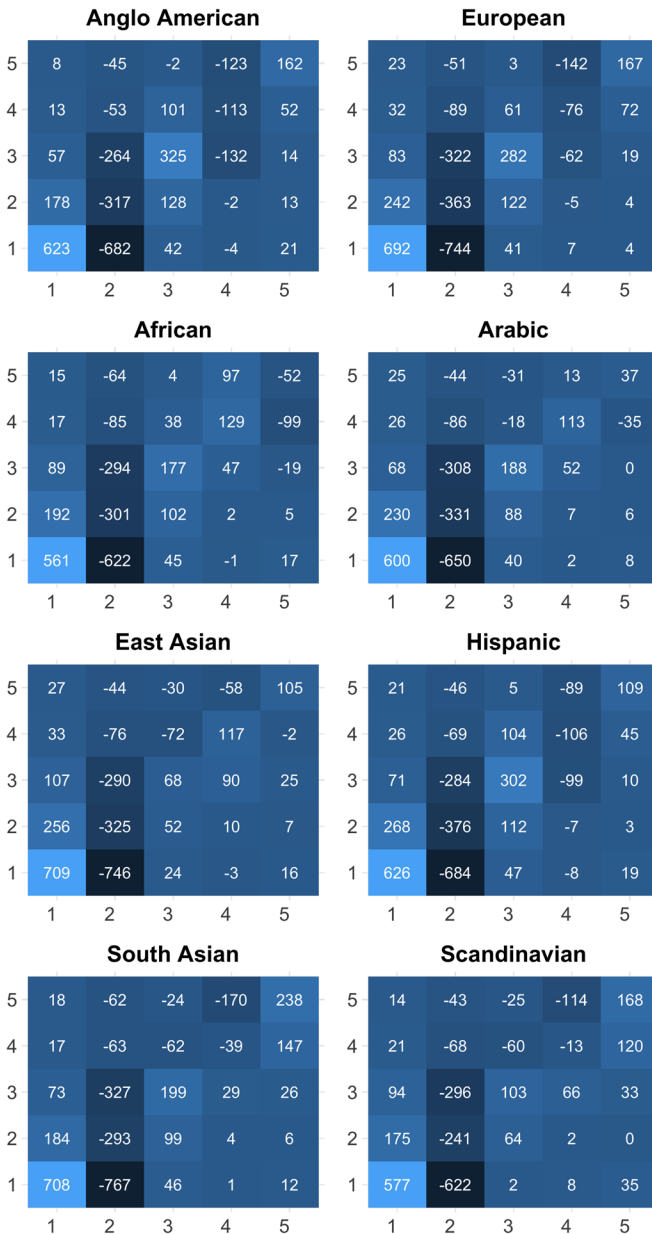 Anglo American
5 8 -45 -2 -123 162
4 13 -53 101 -113 52
3 57 -264 325 -132 14
2 178 -317 128 -2 13
1 623 -682 42 -4 21
1 2 3 4 5
European
5 23 -51 3 -142 167
4 32 -89 61 -76 72
3 83 -322 282 -62 19
2 242 -363 122 -5 4
1 692 -744 41 7 4
1 2 3 4 5
African
5 15 -64 4 97 -52
4 17 -85 38 129 -99
3 89 -294 177 47 -19
2 192 -301 102 2 5
1 561 -622 45 -1 17
1 2 3 4 5
Arabic
5 25 -44 -31 13 37
4 26 -86 -18 113 -35
3 68 -308 188 52 0
2 230 -331 88 7 6
1 600 -650 40 2 8
1 2 3 4 5
East Asian
5 27 -44 -30 -58 105
4 33 -76 -72 117 -2
3 107 -290 68 90 25
2 256 -325 52 10 7
1 709 -746 24 -3 16
1 2 3 4 5
Hispanic
5 21 -46 5 -89 109
4 26 -69 104 -106 45
3 71 -284 302 -99 10
2 268 -376 112 -7 3
1 626 -684 47 -8 19
1 2 3 4 5
South Asian
5 18 -62 -24 -170 238
4 17 -63 -62 -39 147
3 73 -327 199 29 26
2 184 -293 99 4 6
1 708 -767 46 1 12
1 2 3 4 5
Scandinavian
5 14 -43 -25 -114 168
4 21 -68 -60 -13 120
3 94 -296 103 66 33
2 175 -241 64 2 0
1 577 -622 2 8 35
1 2 3 4 5